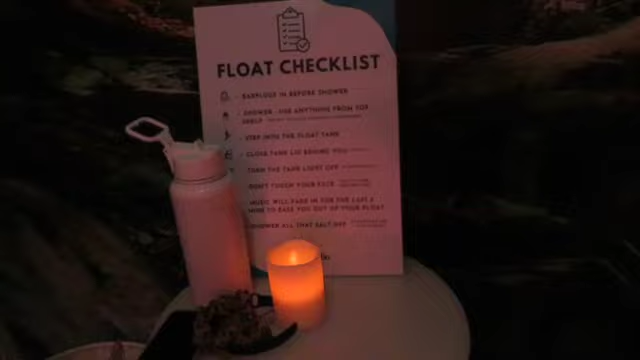 FLOAT CHECKLIST
- EARPLUGS IN BEFORE SHOWER
- SHOWER - USE ANYTHING FROM TOP
SHELF
- STEP INTO THE FLOAT TANK
- CLOSE TANK LID BEHIND YOU
- TURN THE TANK LIGHT OFF
- DON'T TOUCH YOUR FACE
MUSIC WILL FADE IN FOR THE LAST
MINS TO EASE YOU OUT OF YOUR FLOAT
SHOWER ALL THAT SALT OFF